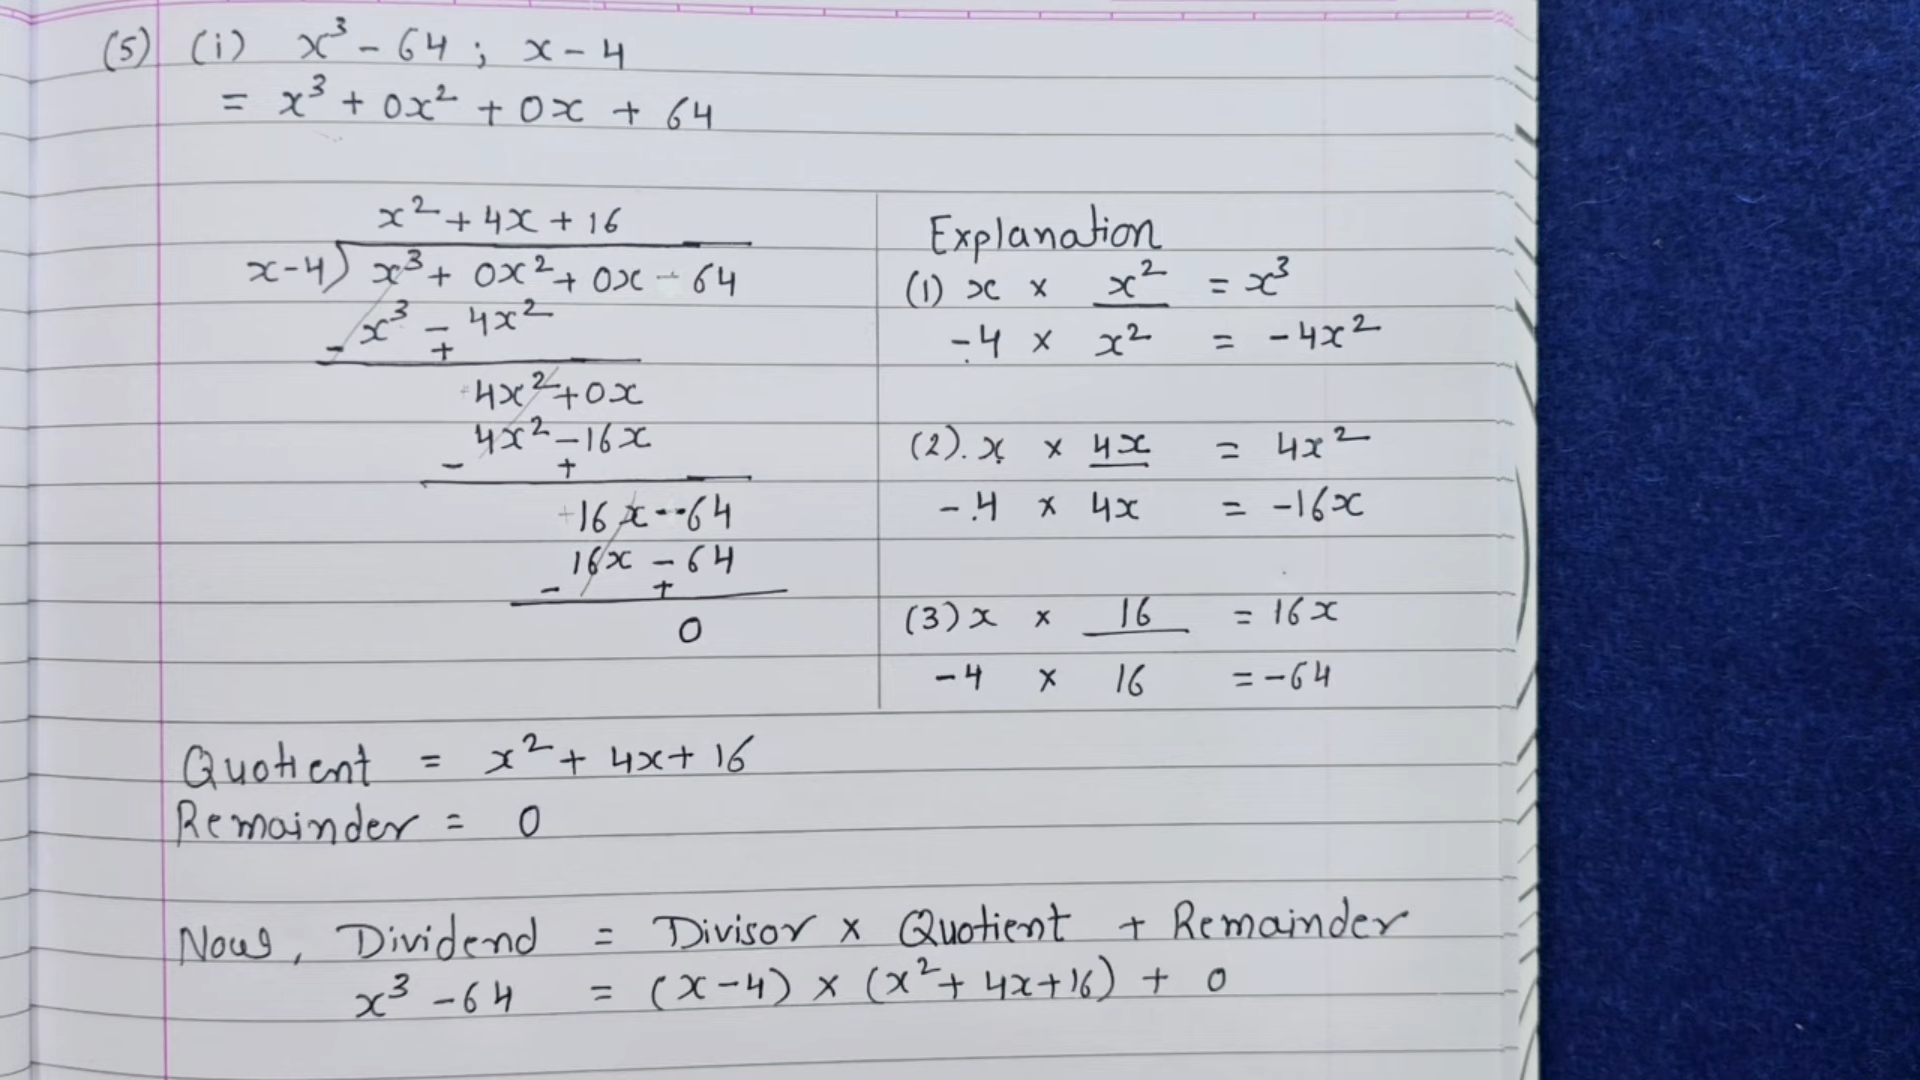 (5) (i) x³ - 64 ; x - 4
= x³ + 0x² + 0x + 64
x² + 4x + 16
x-4) x³ + 0x² + 0x - 64
x³ - 4x²
- +
4x² + 0x
4x² - 16x
- +
+16x - 64
16x - 64
- +
0
Explanation
(1) x × x² = x³
-4 × x² = -4x²
(2). x × 4x = 4x²
-4 × 4x = -16x
(3) x × 16 = 16x
-4 × 16 = -64
Quotient = x² + 4x + 16
Remainder = 0
Now, Dividend = Divisor × Quotient + Remainder
x³ - 64 = (x-4) × (x² + 4x + 16) + 0